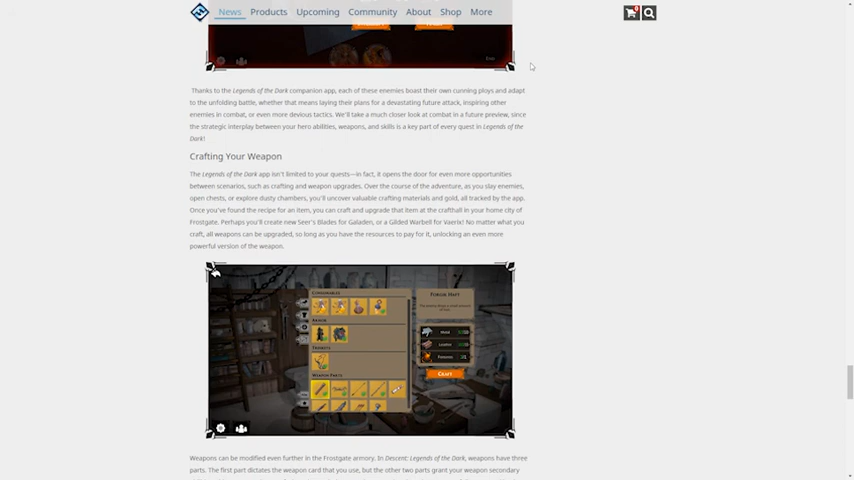 News Products Upcoming Community About Shop More
Exit
Thanks to the Legends of the Dark companion app, each of these enemies boast their own cunning ploys and adapt
to the unfolding battle, whether that means laying their plans for a devastating future attack, inspiring other
enemies in combat, or even more devious tactics. We'll take a much closer look at combat in a future preview, since
the strategic interplay between your hero abilities, weapons, and skills is a key part of every quest in Legends of the
Dark!
Crafting Your Weapon
The Legends of the Dark app isn't limited to your quests—in fact, it opens the door for even more opportunities
between scenarios, such as crafting and weapon upgrades. Over the course of the adventure, as you slay enemies,
open chests, or explore dusty chambers, you'll uncover valuable crafting materials and gold, all tracked by the app.
Once you've found the recipe for an item, you can craft and upgrade that item at the crafthall in your home city of
Frostgate. Perhaps you'll create new Seer's Blades for Galaden, or a Gilded Warbell for Vaerix! No matter what you
craft, all weapons can be upgraded, so long as you have the resources to pay for it, unlocking an even more
powerful version of the weapon.
Consumables
Armor
Trinkets
Weapon Parts
Leather
Craft
Weapons can be modified even further in the Frostgate armory. In Descent: Legends of the Dark, weapons have three
parts. The first part dictates the weapon card that you use, but the other two parts grant your weapon secondary